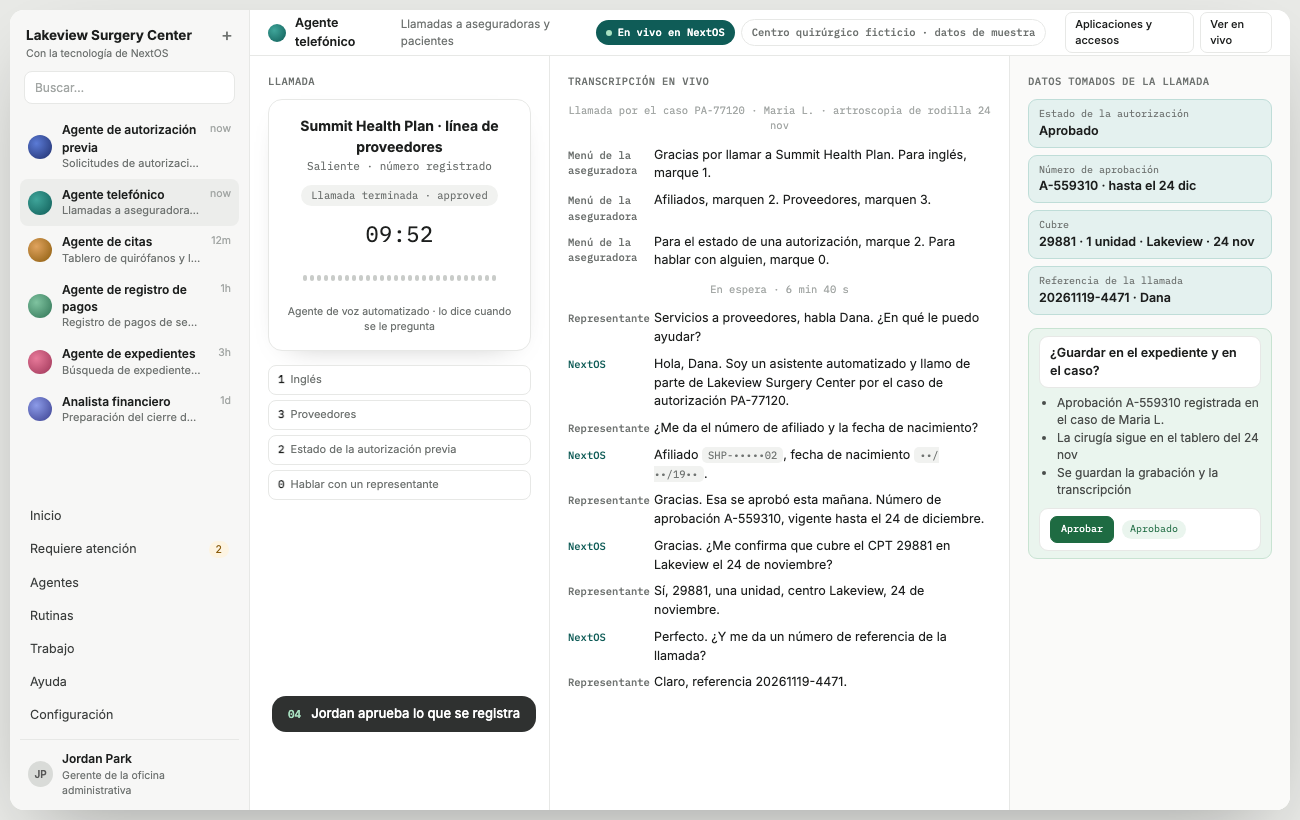 Lakeview Surgery Center
+
Con la tecnología de NextOS
Buscar...
Agente de autorización
previa
now
Solicitudes de autorizaci...
Agente telefónico
now
Llamadas a aseguradora...
Agente de citas
12m
Tablero de quirófanos y l...
Agente de registro de
pagos
1h
Registro de pagos de se...
Agente de expedientes
3h
Búsqueda de expediente...
Analista financiero
1d
Preparación del cierre d...
Inicio
Requiere atención
2
Agentes
Rutinas
Trabajo
Ayuda
Configuración
JP
Jordan Park
Gerente de la oficina
administrativa
Agente
telefónico
Llamadas a aseguradoras y
pacientes
En vivo en NextOS
Centro quirúrgico ficticio · datos de muestra
Aplicaciones y
accesos
Ver en
vivo
LLAMADA
Summit Health Plan · línea de
proveedores
Saliente · número registrado
Llamada terminada · approved
09:52
Agente de voz automatizado · lo dice cuando
se le pregunta
1 Inglés
3 Proveedores
2 Estado de la autorización previa
0 Hablar con un representante
04 Jordan aprueba lo que se registra
TRANSCRIPCIÓN EN VIVO
Llamada por el caso PA-77120 · Maria L. · artroscopia de rodilla 24
nov
Menú de la
aseguradora
Gracias por llamar a Summit Health Plan. Para inglés,
marque 1.
Menú de la
aseguradora
Afiliados, marquen 2. Proveedores, marquen 3.
Menú de la
aseguradora
Para el estado de una autorización, marque 2. Para
hablar con alguien, marque 0.
En espera · 6 min 40 s
Representante Servicios a proveedores, habla Dana. ¿En qué le puedo
ayudar?
NextOS Hola, Dana. Soy un asistente automatizado y llamo de
parte de Lakeview Surgery Center por el caso de
autorización PA-77120.
Representante ¿Me da el número de afiliado y la fecha de nacimiento?
NextOS Afiliado SHP-•••••02, fecha de nacimiento ••/
••/19••.
Representante Gracias. Esa se aprobó esta mañana. Número de
aprobación A-559310, vigente hasta el 24 de diciembre.
NextOS Gracias. ¿Me confirma que cubre el CPT 29881 en
Lakeview el 24 de noviembre?
Representante Sí, 29881, una unidad, centro Lakeview, 24 de
noviembre.
NextOS Perfecto. ¿Y me da un número de referencia de la
llamada?
Representante Claro, referencia 20261119-4471.
DATOS TOMADOS DE LA LLAMADA
Estado de la autorización
Aprobado
Número de aprobación
A-559310 · hasta el 24 dic
Cubre
29881 · 1 unidad · Lakeview · 24 nov
Referencia de la llamada
20261119-4471 · Dana
¿Guardar en el expediente y en
el caso?
• Aprobación A-559310 registrada en
el caso de Maria L.
• La cirugía sigue en el tablero del 24
nov
• Se guardan la grabación y la
transcripción
Aprobar
Aprobado